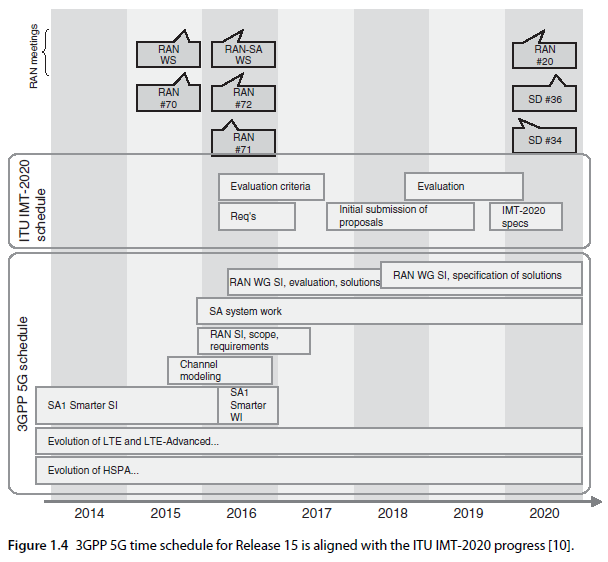 RAN meetings
RAN
WS
RAN-SA
WS
RAN
#20
RAN
#70
RAN
#72
SD #36
RAN
#71
SD #34
ITU IMT-2020
schedule
Evaluation criteria
Evaluation
Req's
Initial submission of
proposals
IMT-2020
specs
3GPP 5G schedule
RAN WG SI, evaluation, solutions
RAN WG SI, specification of solutions
SA system work
RAN SI, scope,
requirements
Channel
modeling
SA1 Smarter SI
SA1
Smarter
WI
Evolution of LTE and LTE-Advanced...
Evolution of HSPA...
2014 2015 2016 2017 2018 2019 2020
Figure 1.4 3GPP 5G time schedule for Release 15 is aligned with the ITU IMT-2020 progress [10].